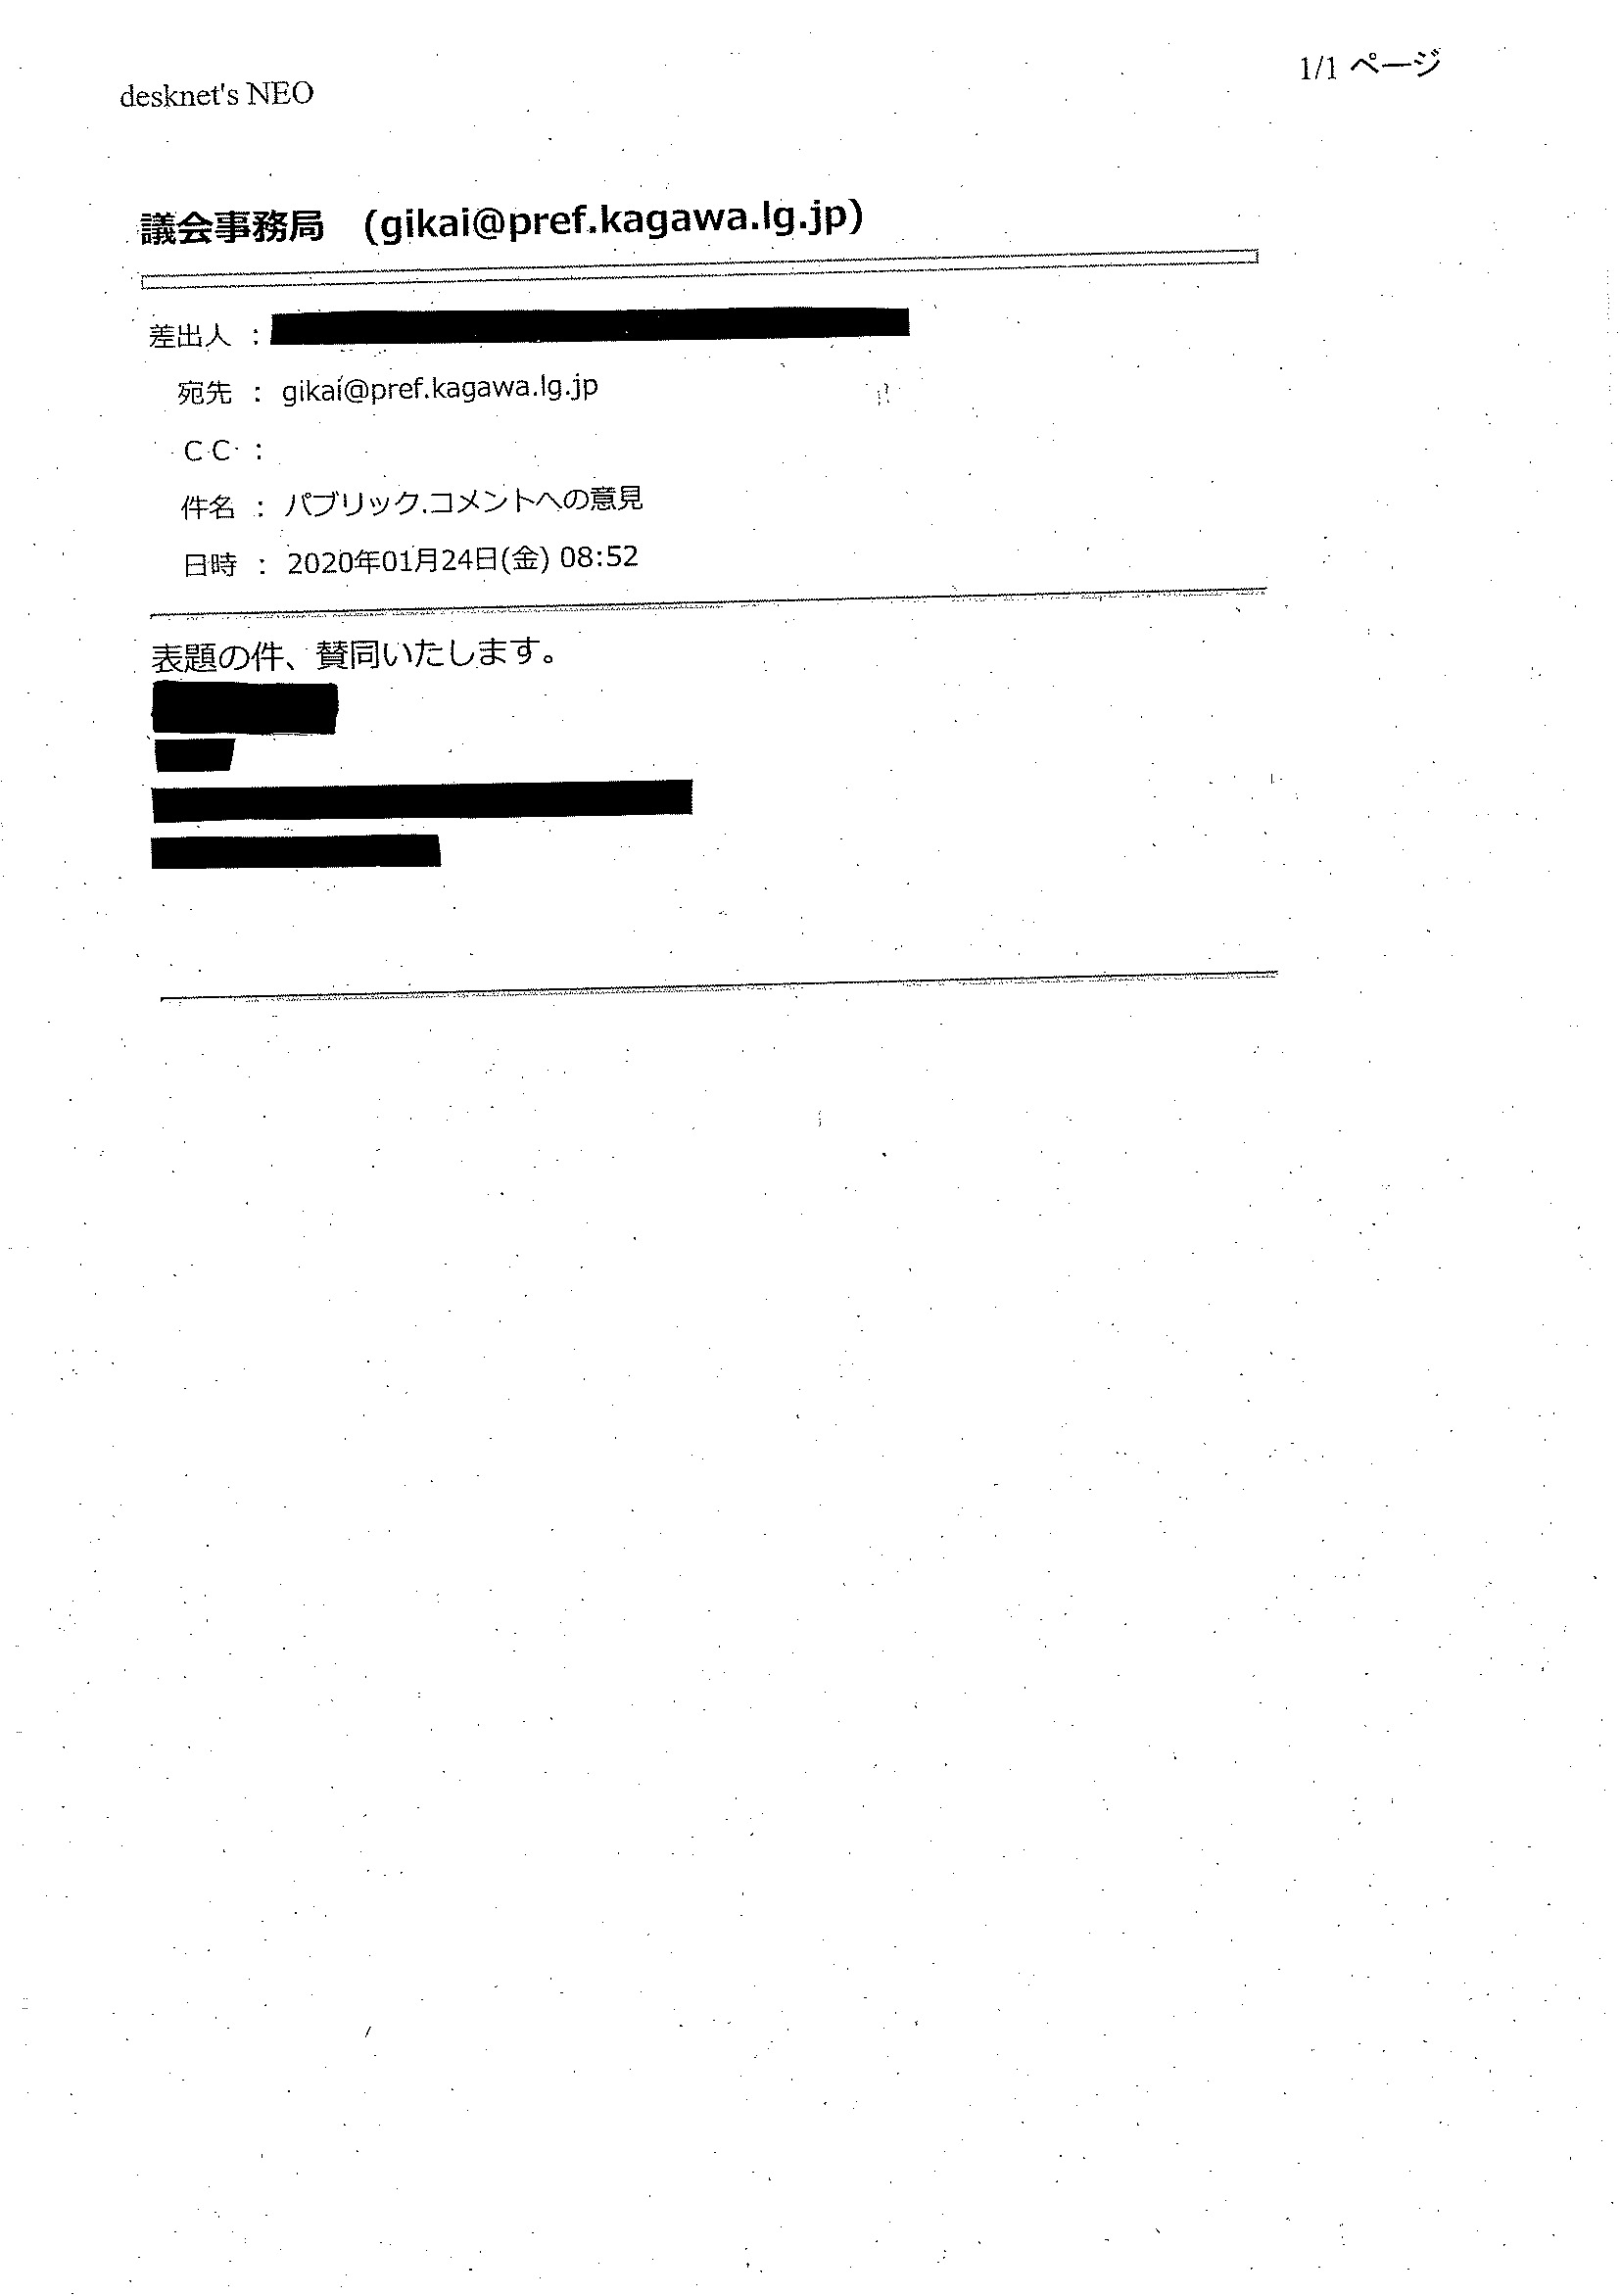 desknet's NEO
1/1 ページ
議会事務局 (gikai@pref.kagawa.lg.jp)
差出人 :
宛先 : gikai@pref.kagawa.lg.jp
CC :
件名 : パブリック.コメントへの意見
日時 : 2020年01月24日(金) 08:52
表題の件、賛同いたします。